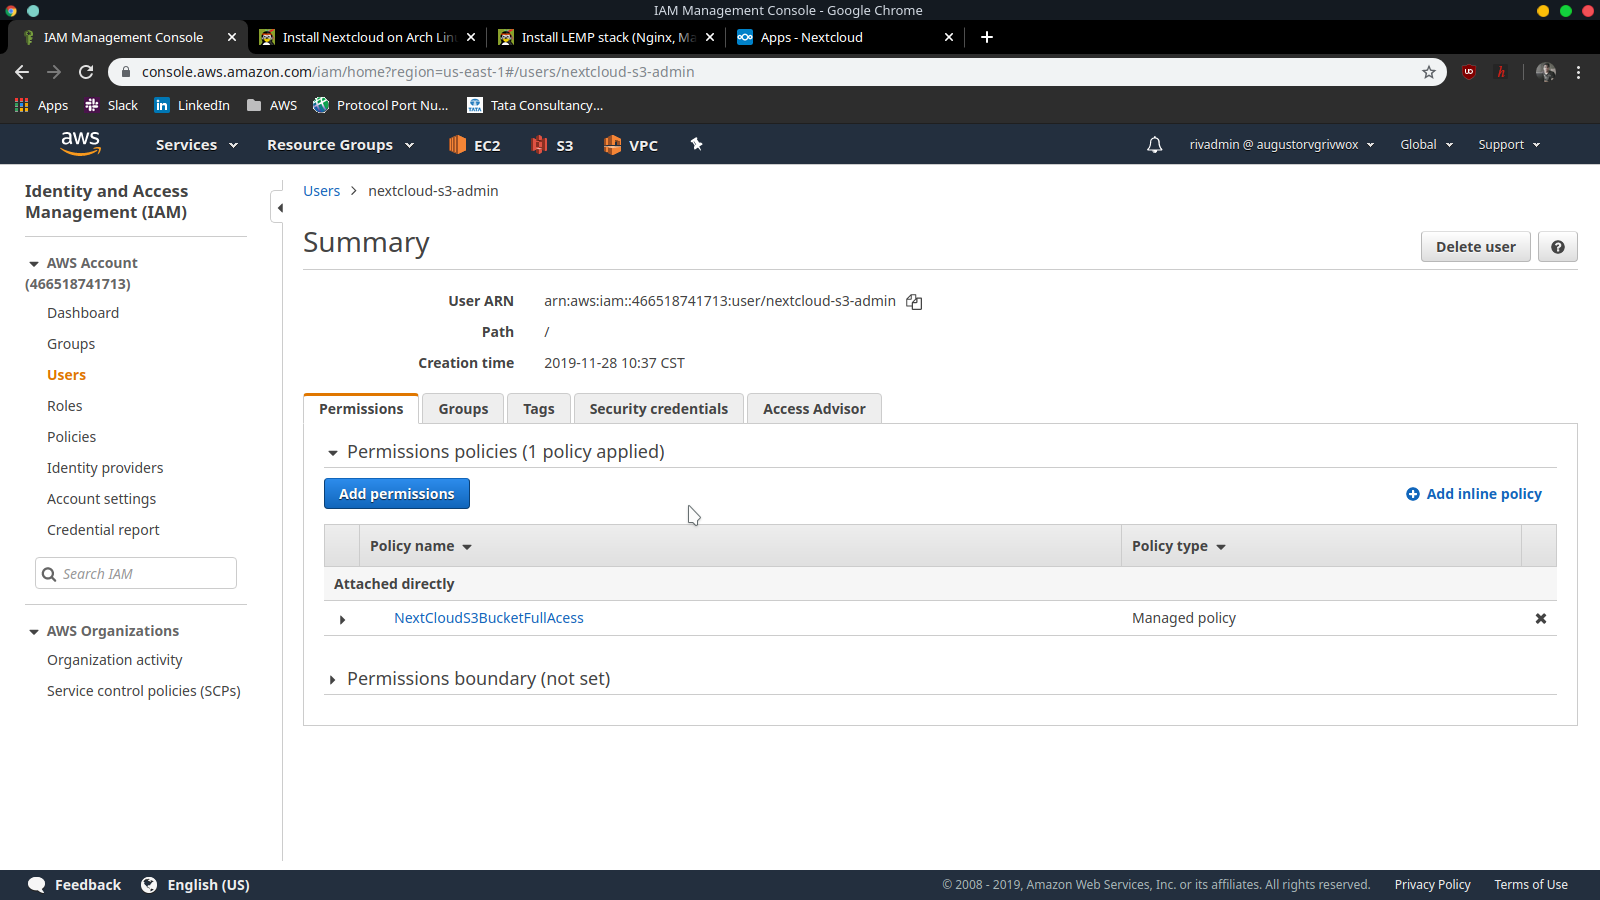 IAM Management Console - Google Chrome
IAM Management Console
Install Nextcloud on Arch Lin
Install LEMP stack (Nginx, Ma
Apps - Nextcloud
console.aws.amazon.com/iam/home?region=us-east-1#/users/nextcloud-s3-admin
Apps
Slack
LinkedIn
AWS
Protocol Port Nu...
Tata Consultancy...
aws
Services
Resource Groups
EC2
S3
VPC
rivadmin @ augustorvgrivwox
Global
Support
Identity and Access
Management (IAM)
AWS Account
(466518741713)
Dashboard
Groups
Users
Roles
Policies
Identity providers
Account settings
Credential report
Search IAM
AWS Organizations
Organization activity
Service control policies (SCPs)
Users > nextcloud-s3-admin
Summary
Delete user
User ARN arn:aws:iam::466518741713:user/nextcloud-s3-admin
Path /
Creation time 2019-11-28 10:37 CST
Permissions
Groups
Tags
Security credentials
Access Advisor
Permissions policies (1 policy applied)
Add permissions
Add inline policy
Policy name
Policy type
Attached directly
NextCloudS3BucketFullAcess
Managed policy
Permissions boundary (not set)
Feedback
English (US)
© 2008 - 2019, Amazon Web Services, Inc. or its affiliates. All rights reserved.
Privacy Policy
Terms of Use